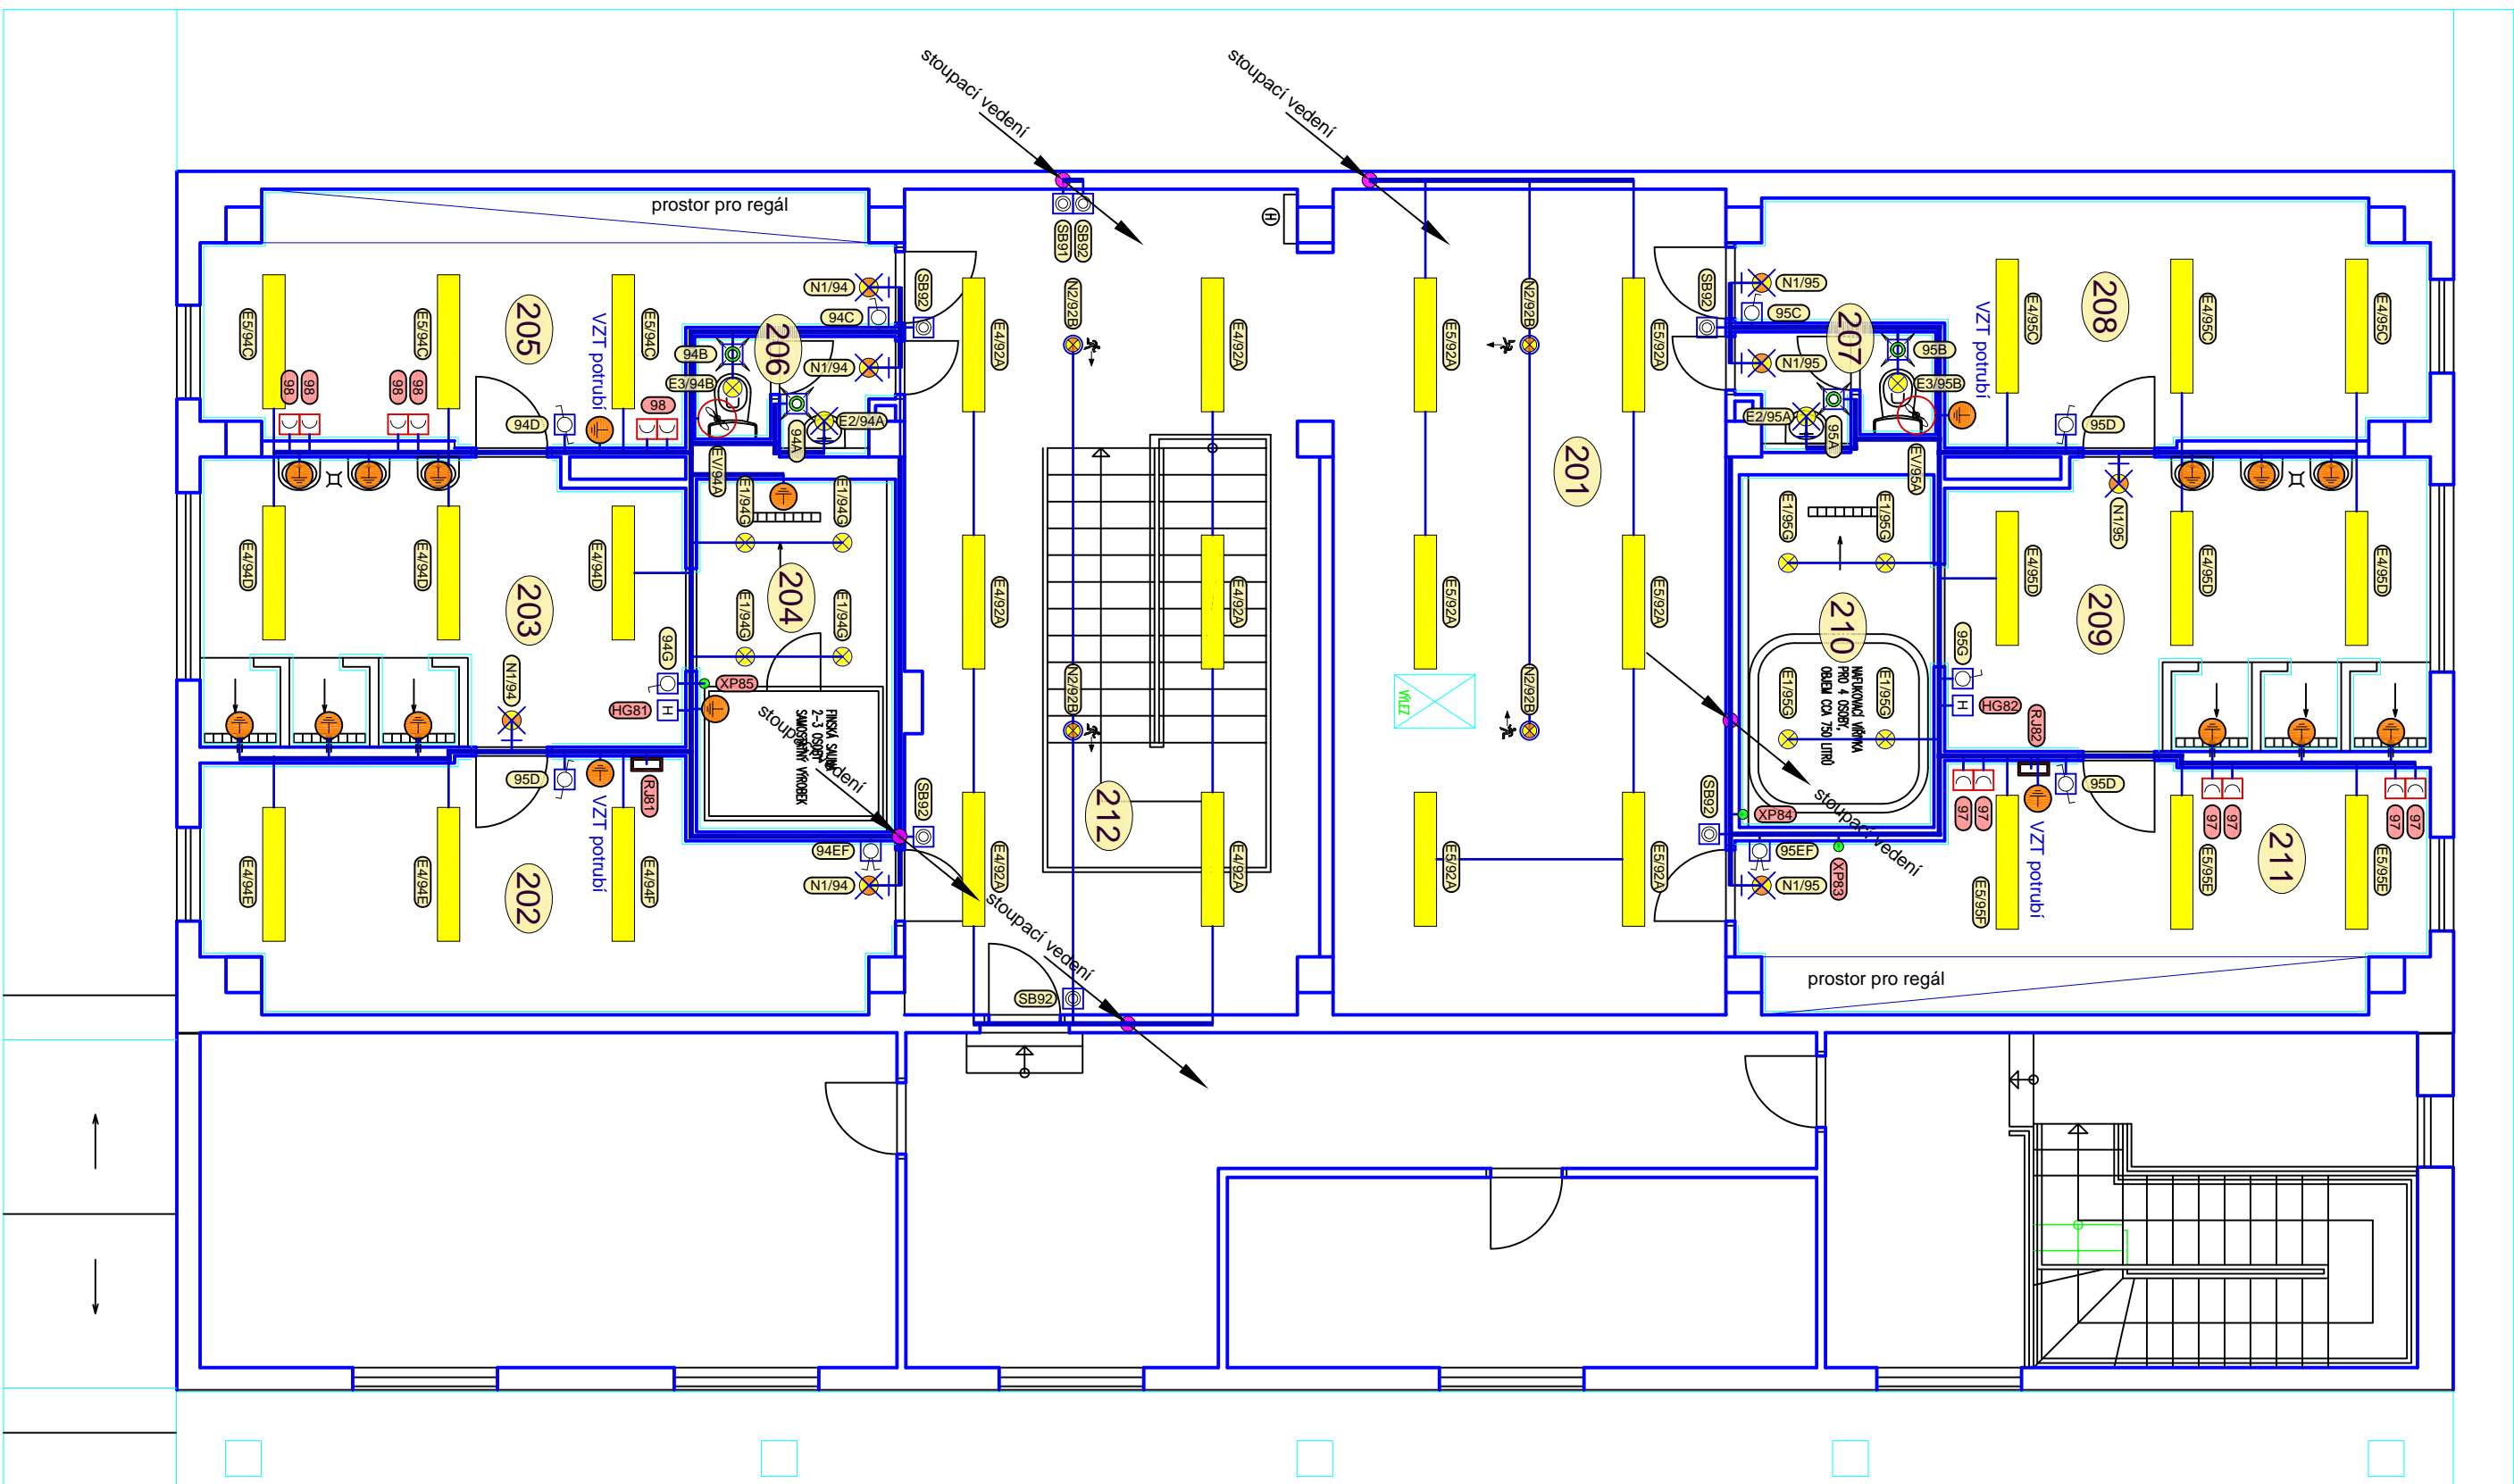 stoupací vedení
stoupací vedení
prostor pro regál
H
SB91
SB92
N1/94
SB92
94C
N2/92B
N2/92B
SB92
N1/95
95C
E5/94C
E5/94C
205
VZT potrubí
E5/94C
206
94B
N1/94
E3/94B
E4/92A
E4/92A
E5/92A
E5/92A
N1/95
207
95B
E3/95B
VZT potrubí
E4/95C
208
E4/95C
E4/95C
98
98
98
98
94D
98
E2/94A
94A
EV/94A
E2/95A
95A
EV/95A
95D
201
N1/95
E1/94G
E1/94G
E1/95G
E1/95G
E4/94D
E4/94D
E4/94D
203
204
E1/94G
E1/94G
E4/92A
E4/92A
E5/92A
E5/92A
210
209
E4/95D
E4/95D
E4/95D
94G
XP85
HG81
H
N1/94
N2/92B
N2/92B
VÝLEZ
E1/95G
E1/95G
NAFUKOVACÍ VÍŘIVKA
PRO 4 OSOBY,
OBJEM CCA 750 LITRŮ
95G
H
HG82
RJ82
FINSKÁ SAUNA
2-3 OSOBY
SAMOSTATNÝ VÝROBEK
stoupací vedení
stoupací vedení
95D
RJ81
VZT potrubí
SB92
SB92
XP84
95D
97
97
97
97
97
97
94EF
N1/94
95EF
XP83
N1/95
VZT potrubí
212
E4/94E
E4/94E
202
E4/94F
E4/92A
E4/92A
E5/92A
E5/92A
E5/95F
E5/95E
211
E5/95E
stoupací vedení
SB92
prostor pro regál